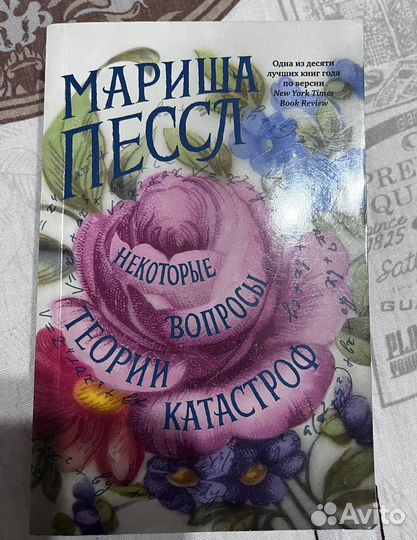 МАРИША
ПЕССЛ
Одна из десяти
лучших книг года
по версии
New York Times
Book Review
НЕКОТОРЫЕ
ВОПРОСЫ
ТЕОРИИ
КАТАСТРОФ
Avito